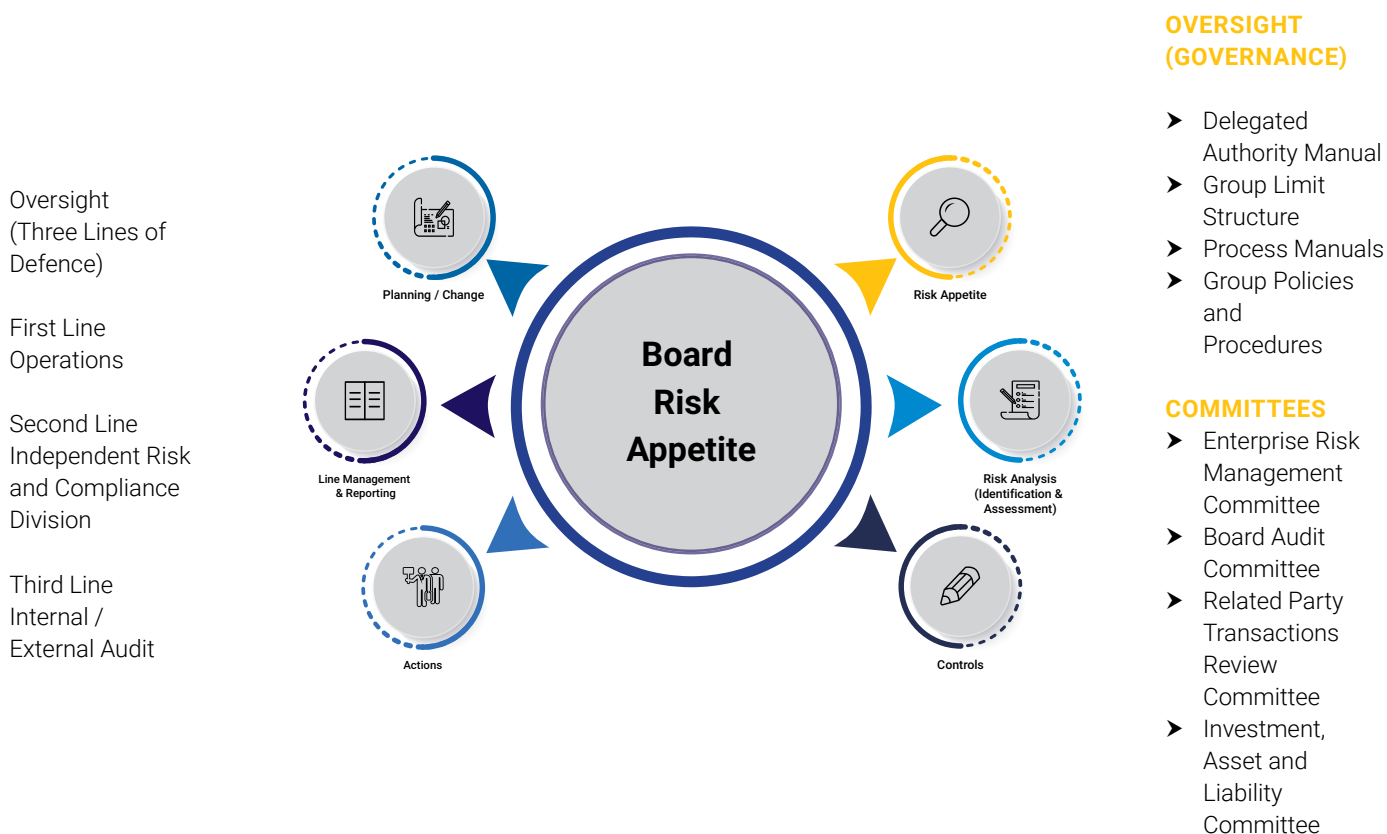 Oversight
(Three Lines of
Defence)
First Line
Operations
Second Line
Independent Risk
and Compliance
Division
Third Line
Internal /
External Audit
Planning / Change
Line Management
& Reporting
Actions
Board
Risk
Appetite
Risk Appetite
Risk Analysis
(Identification &
Assessment)
Controls
OVERSIGHT
(GOVERNANCE)
➤ Delegated
Authority Manual
➤ Group Limit
Structure
➤ Process Manuals
➤ Group Policies
and
Procedures
COMMITTEES
➤ Enterprise Risk
Management
Committee
➤ Board Audit
Committee
➤ Related Party
Transactions
Review
Committee
➤ Investment,
Asset and
Liability
Committee